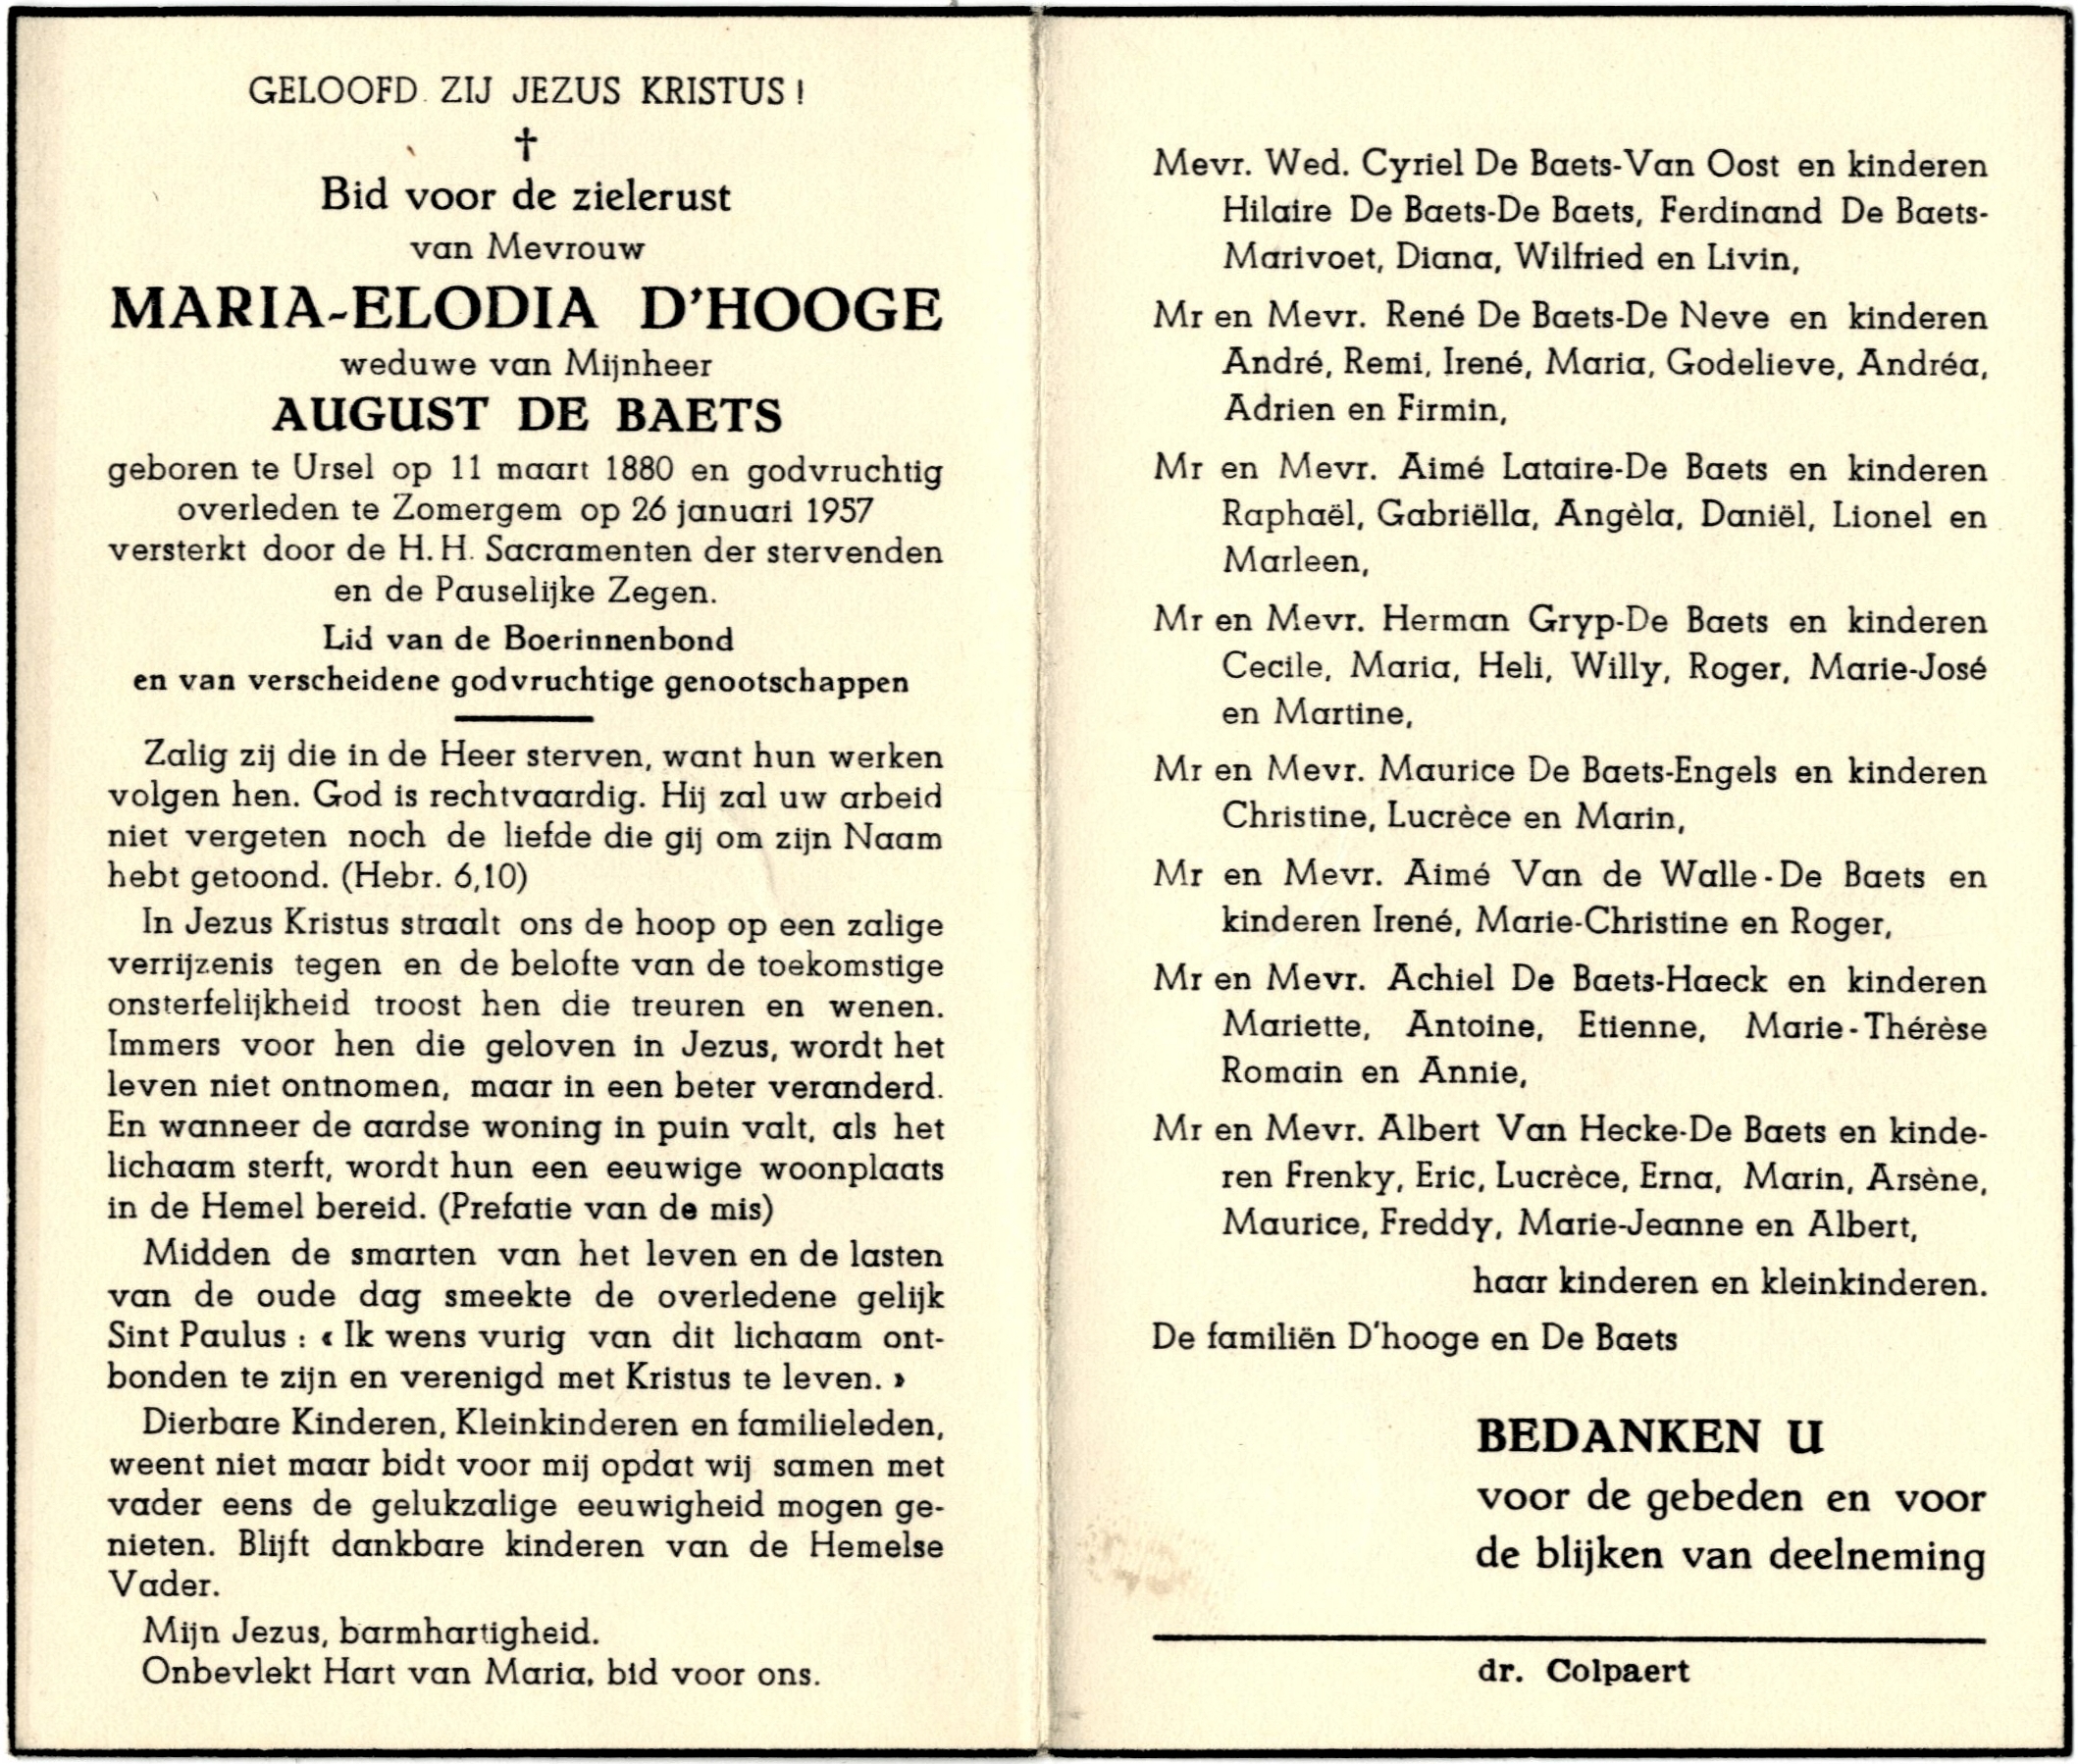 GELOOFD ZIJ JEZUS KRISTUS !
†
Bid voor de zielerust
van Mevrouw
MARIA-ELODIA D'HOOGE
weduwe van Mijnheer
AUGUST DE BAETS
geboren te Ursel op 11 maart 1880 en godvruchtig
overleden te Zomergem op 26 januari 1957
versterkt door de H. H. Sacramenten der stervenden
en de Pauselijke Zegen.
Lid van de Boerinnenbond
en van verscheidene godvruchtige genootschappen
Zalig zij die in de Heer sterven, want hun werken
volgen hen. God is rechtvaardig. Hij zal uw arbeid
niet vergeten noch de liefde die gij om zijn Naam
hebt getoond. (Hebr. 6,10)
In Jezus Kristus straalt ons de hoop op een zalige
verrijzenis tegen en de belofte van de toekomstige
onsterfelijkheid troost hen die treuren en wenen.
Immers voor hen die geloven in Jezus, wordt het
leven niet ontnomen, maar in een beter veranderd.
En wanneer de aardse woning in puin valt, als het
lichaam sterft, wordt hun een eeuwige woonplaats
in de Hemel bereid. (Prefatie van de mis)
Midden de smarten van het leven en de lasten
van de oude dag smeekte de overledene gelijk
Sint Paulus : « Ik wens vurig van dit lichaam ont-
bonden te zijn en verenigd met Kristus te leven. »
Dierbare Kinderen, Kleinkinderen en familieleden,
weent niet maar bidt voor mij opdat wij samen met
vader eens de gelukzalige eeuwigheid mogen ge-
nieten. Blijft dankbare kinderen van de Hemelse
Vader.
Mijn Jezus, barmhartigheid.
Onbevlekt Hart van Maria, bid voor ons.
Mevr. Wed. Cyriel De Baets-Van Oost en kinderen
Hilaire De Baets-De Baets, Ferdinand De Baets-
Marivoet, Diana, Wilfried en Livin,
Mr en Mevr. René De Baets-De Neve en kinderen
André, Remi, Irené, Maria, Godelieve, Andréa,
Adrien en Firmin,
Mr en Mevr. Aimé Lataire-De Baets en kinderen
Raphaël, Gabriëlla, Angèla, Daniël, Lionel en
Marleen,
Mr en Mevr. Herman Gryp-De Baets en kinderen
Cecile, Maria, Heli, Willy, Roger, Marie-José
en Martine,
Mr en Mevr. Maurice De Baets-Engels en kinderen
Christine, Lucrèce en Marin,
Mr en Mevr. Aimé Van de Walle-De Baets en
kinderen Irené, Marie-Christine en Roger,
Mr en Mevr. Achiel De Baets-Haeck en kinderen
Mariette, Antoine, Etienne, Marie-Thérèse
Romain en Annie,
Mr en Mevr. Albert Van Hecke-De Baets en kinde-
ren Frenky, Eric, Lucrèce, Erna, Marin, Arsène,
Maurice, Freddy, Marie-Jeanne en Albert,
haar kinderen en kleinkinderen.
De familiën D'hooge en De Baets
BEDANKEN U
voor de gebeden en voor
de blijken van deelneming
dr. Colpaert